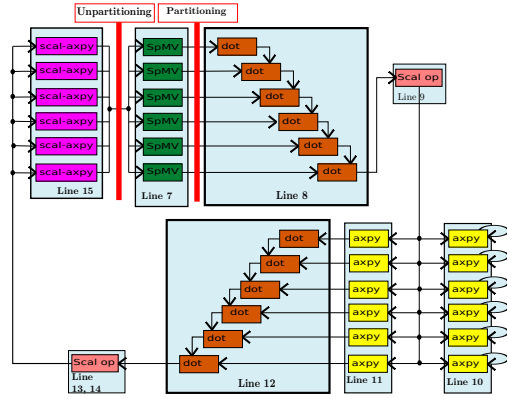 Unpartitioning Partitioning
scal-axpy SpMV dot
scal-axpy SpMV dot
scal-axpy SpMV dot
scal-axpy SpMV dot
scal-axpy SpMV dot
scal-axpy SpMV dot
Line 15
Line 7
Line 8
Scal op
Line 9
dot axpy axpy
dot axpy axpy
dot axpy axpy
dot axpy axpy
dot axpy axpy
dot axpy axpy
Scal op
Line
13, 14
Line 12
Line 11
Line 10